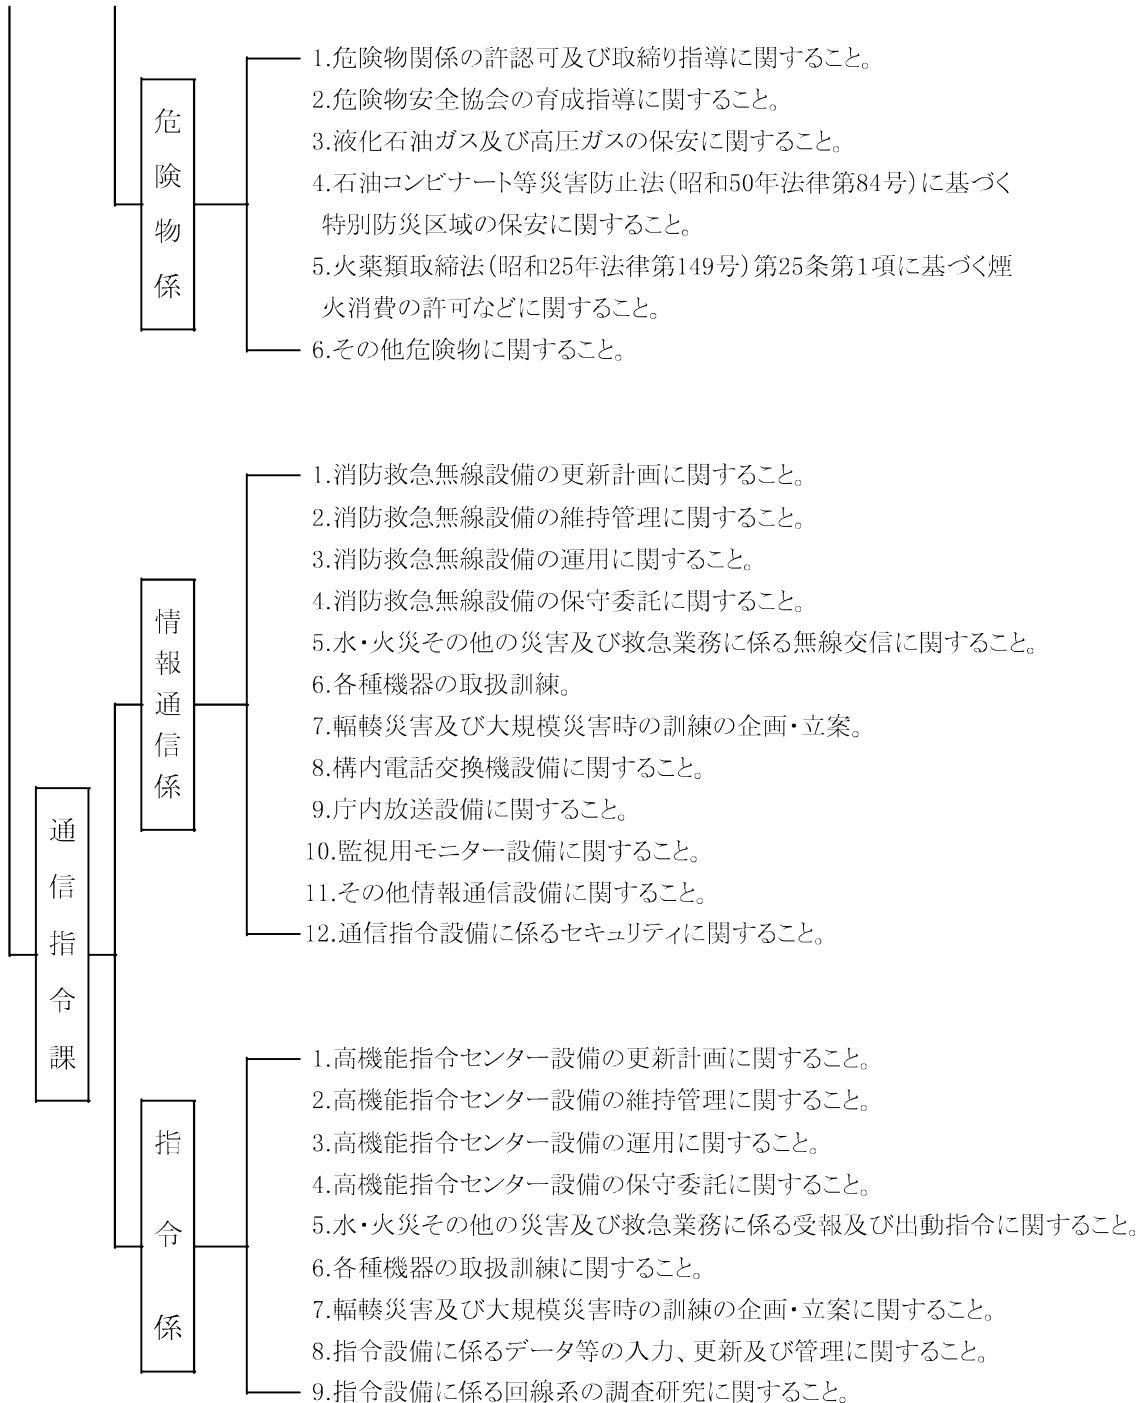 危険物係
1.危険物関係の許認可及び取締り指導に関すること。
2.危険物安全協会の育成指導に関すること。
3.液化石油ガス及び高圧ガスの保安に関すること。
4.石油コンビナート等災害防止法(昭和50年法律第84号)に基づく
特別防災区域の保安に関すること。
5.火薬類取締法(昭和25年法律第149号)第25条第1項に基づく煙
火消費の許可などに関すること。
6.その他危険物に関すること。
通信指令課
情報通信係
1.消防救急無線設備の更新計画に関すること。
2.消防救急無線設備の維持管理に関すること。
3.消防救急無線設備の運用に関すること。
4.消防救急無線設備の保守委託に関すること。
5.水・火災その他の災害及び救急業務に係る無線交信に関すること。
6.各種機器の取扱訓練。
7.輻輳災害及び大規模災害時の訓練の企画・立案。
8.構内電話交換機設備に関すること。
9.庁内放送設備に関すること。
10.監視用モニター設備に関すること。
11.その他情報通信設備に関すること。
12.通信指令設備に係るセキュリティに関すること。
指令係
1.高機能指令センター設備の更新計画に関すること。
2.高機能指令センター設備の維持管理に関すること。
3.高機能指令センター設備の運用に関すること。
4.高機能指令センター設備の保守委託に関すること。
5.水・火災その他の災害及び救急業務に係る受報及び出動指令に関すること。
6.各種機器の取扱訓練に関すること。
7.輻輳災害及び大規模災害時の訓練の企画・立案に関すること。
8.指令設備に係るデータ等の入力、更新及び管理に関すること。
9.指令設備に係る回線系の調査研究に関すること。